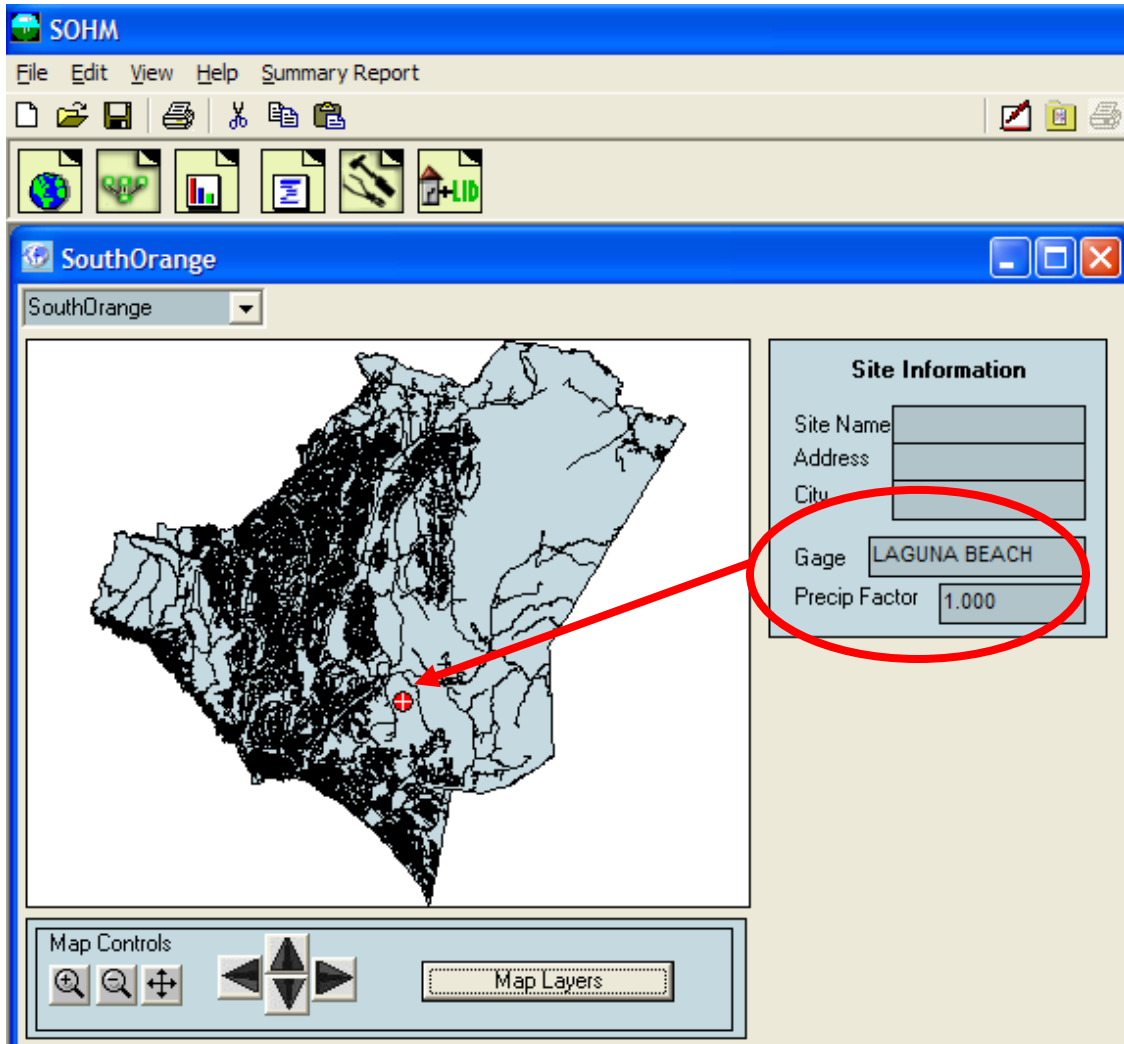 SOHM
File Edit View Help Summary Report
+LID
SouthOrange
SouthOrange
Site Information
Site Name
Address
City
Gage LAGUNA BEACH
Precip Factor 1.000
Map Controls
Map Layers